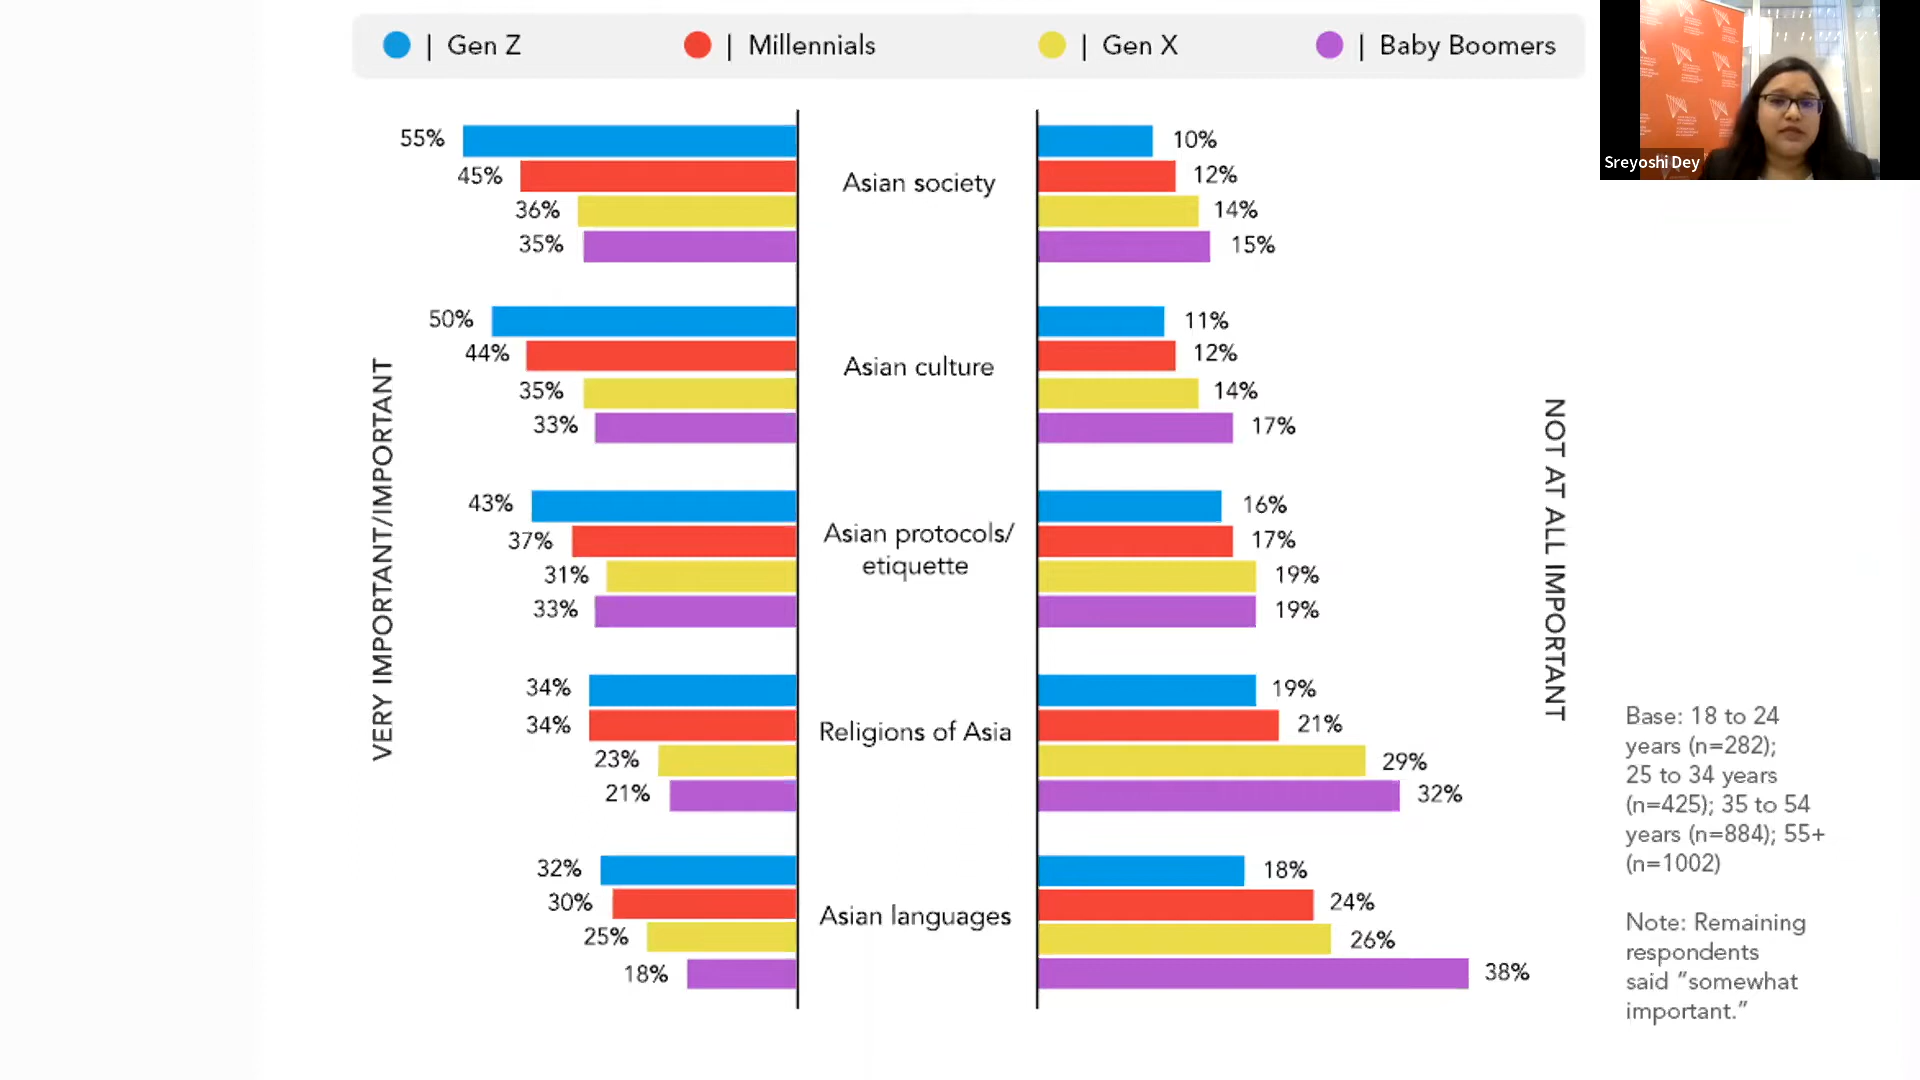 | Gen Z
| Millennials
| Gen X
| Baby Boomers
Sreyoshi Dey
VERY IMPORTANT/IMPORTANT
NOT AT ALL IMPORTANT
Asian society
55%
45%
36%
35%
10%
12%
14%
15%
Asian culture
50%
44%
35%
33%
11%
12%
14%
17%
Asian protocols/
etiquette
43%
37%
31%
33%
16%
17%
19%
19%
Religions of Asia
34%
34%
23%
21%
19%
21%
29%
32%
Asian languages
32%
30%
25%
18%
18%
24%
26%
38%
Base: 18 to 24
years (n=282);
25 to 34 years
(n=425); 35 to 54
years (n=884); 55+
(n=1002)
Note: Remaining
respondents
said “somewhat
important.”